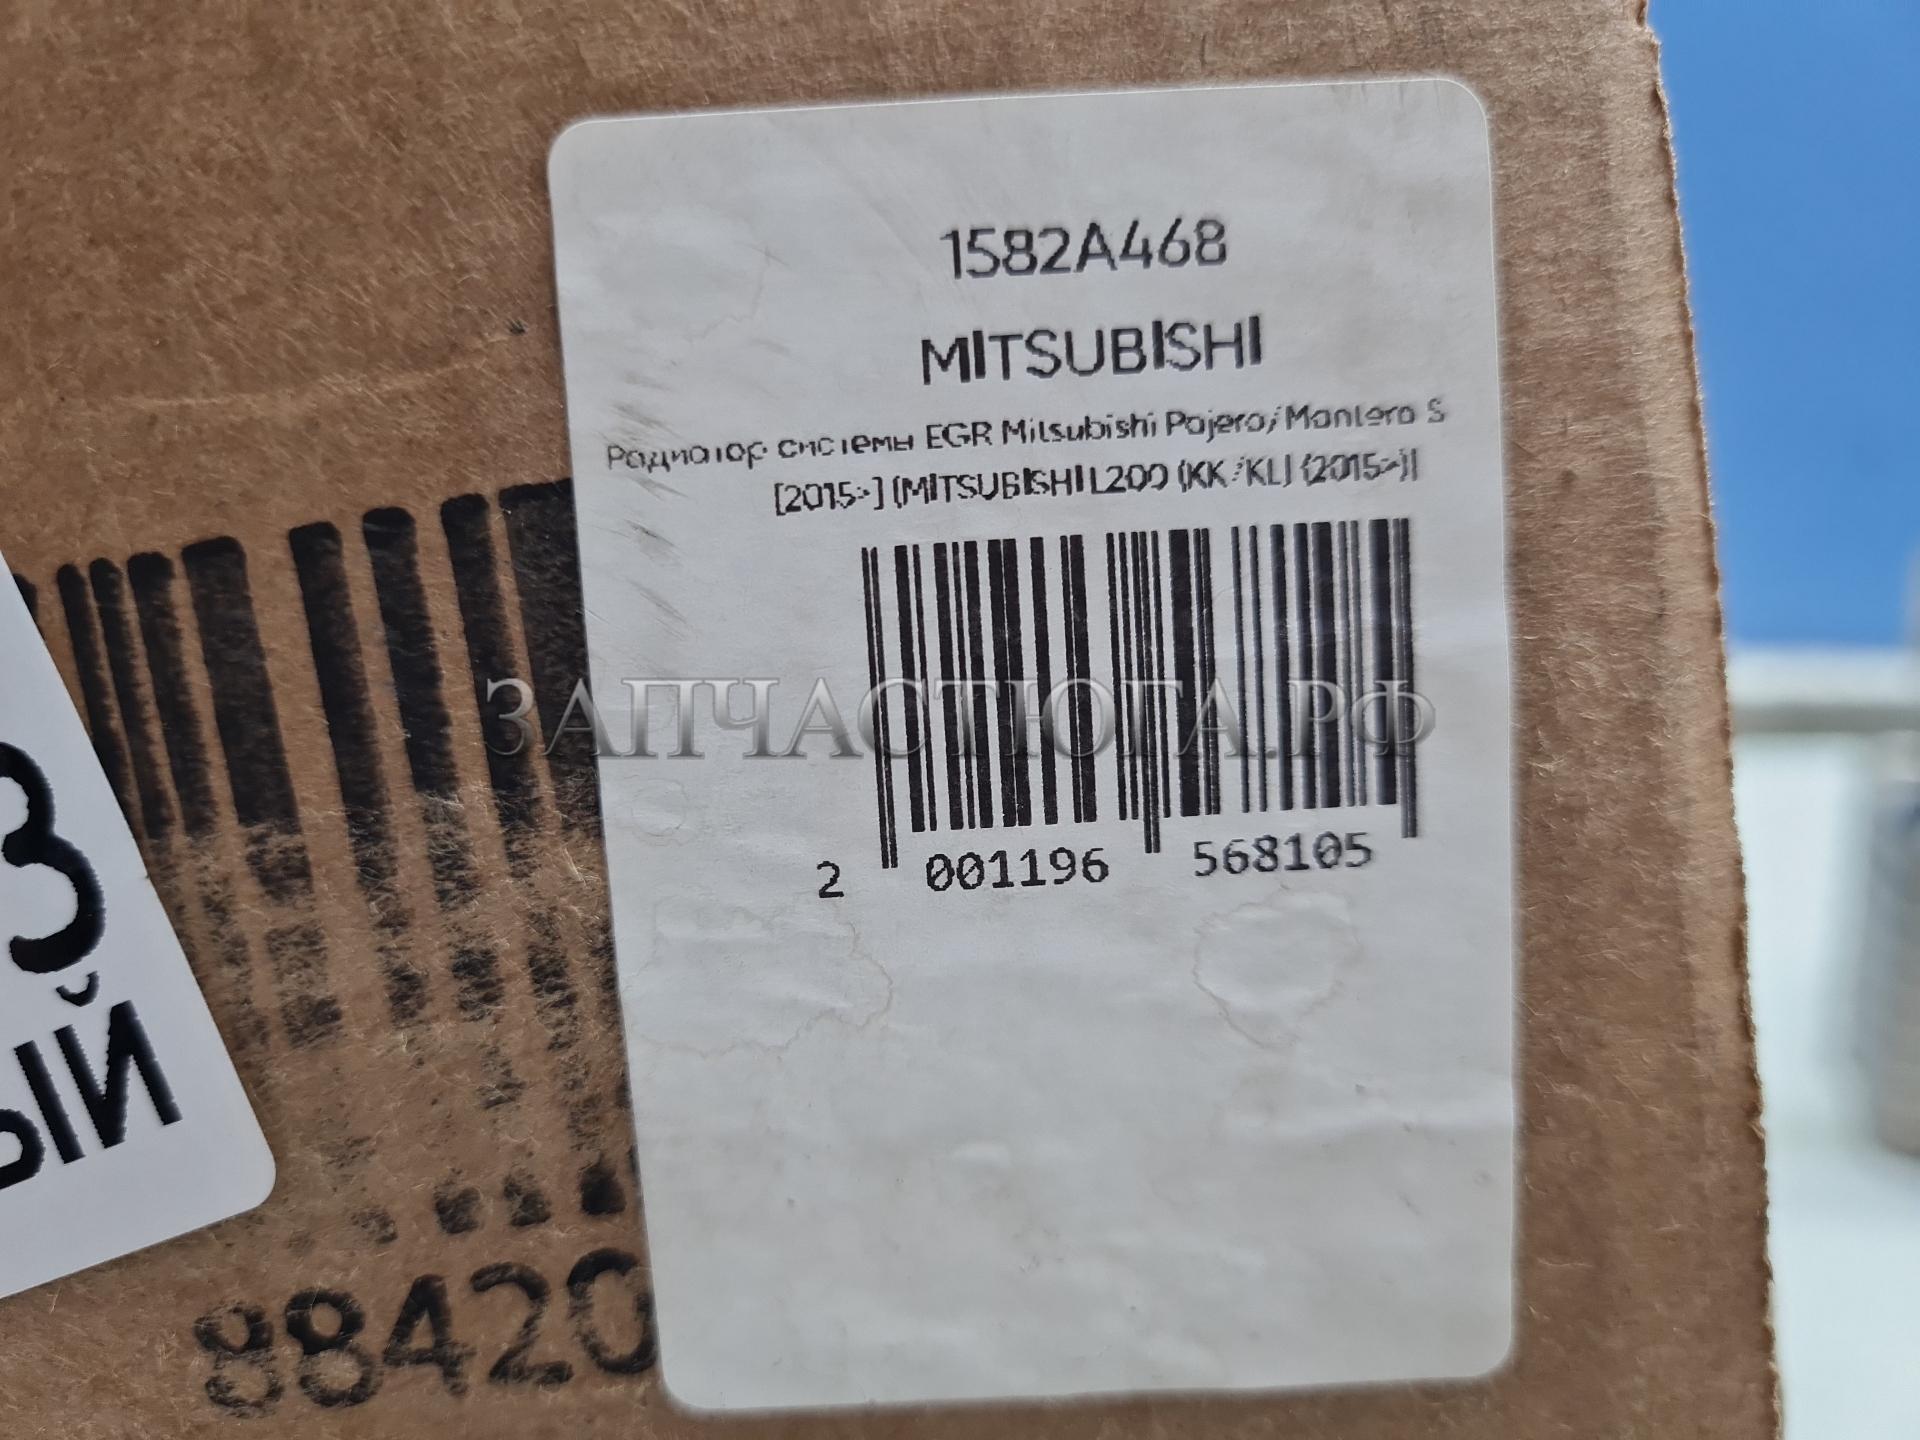 1582A468
MITSUBISHI
Радиатор системы EGR Mitsubishi Pajero/Montero S
[2015>] (MITSUBISHI L200 (KK/KL) (2015>))
ЗАПЧАСТЮГА.РФ
2 001196 568105
3
ЫЙ
88420